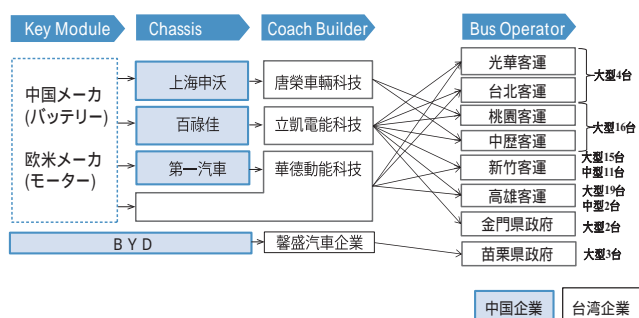 Key Module
Chassis
Coach Builder
Bus Operator
中国メーカ
(バッテリー)
欧米メーカ
(モーター)
上海申沃
百祿佳
第一汽車
唐榮車輛科技
立凱電能科技
華德動能科技
BYD
馨盛汽車企業
光華客運
台北客運
桃園客運
中歴客運
新竹客運
高雄客運
金門県政府
苗栗県政府
大型4台
大型16台
大型15台
中型11台
大型19台
中型2台
大型2台
大型3台
中国企業
台湾企業